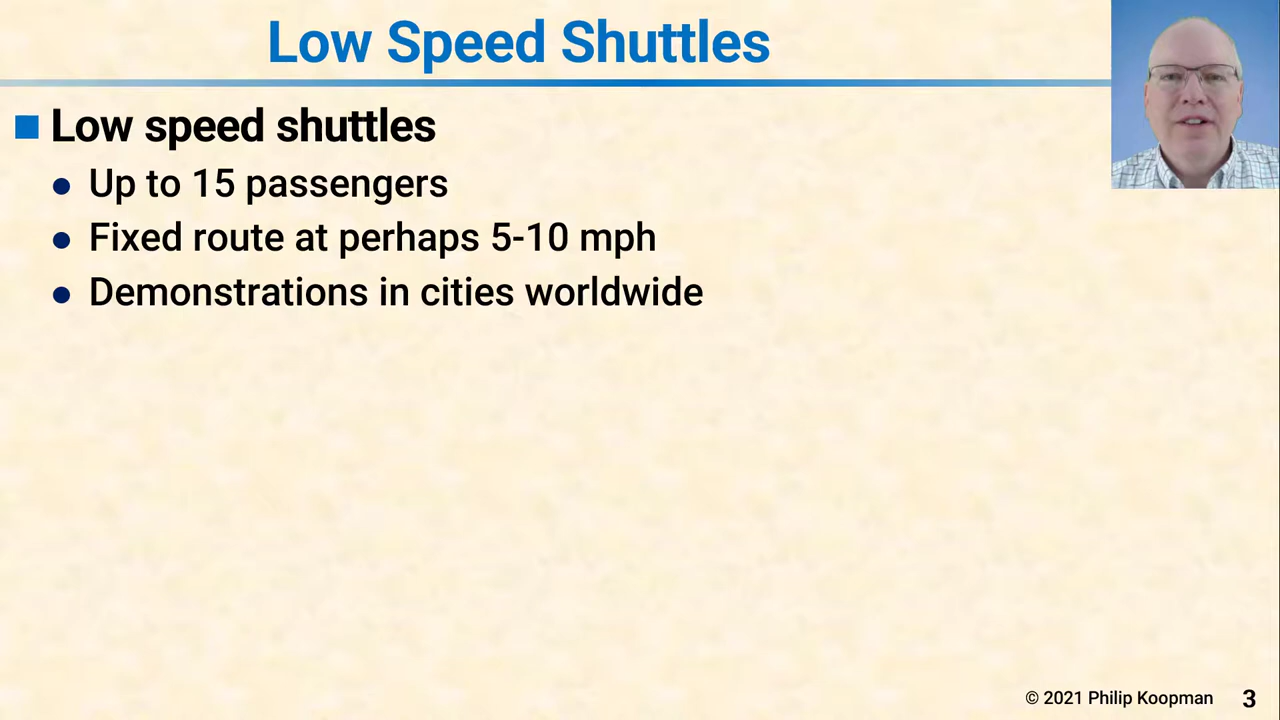 Low Speed Shuttles
Low speed shuttles
Up to 15 passengers
Fixed route at perhaps 5-10 mph
Demonstrations in cities worldwide
© 2021 Philip Koopman 3